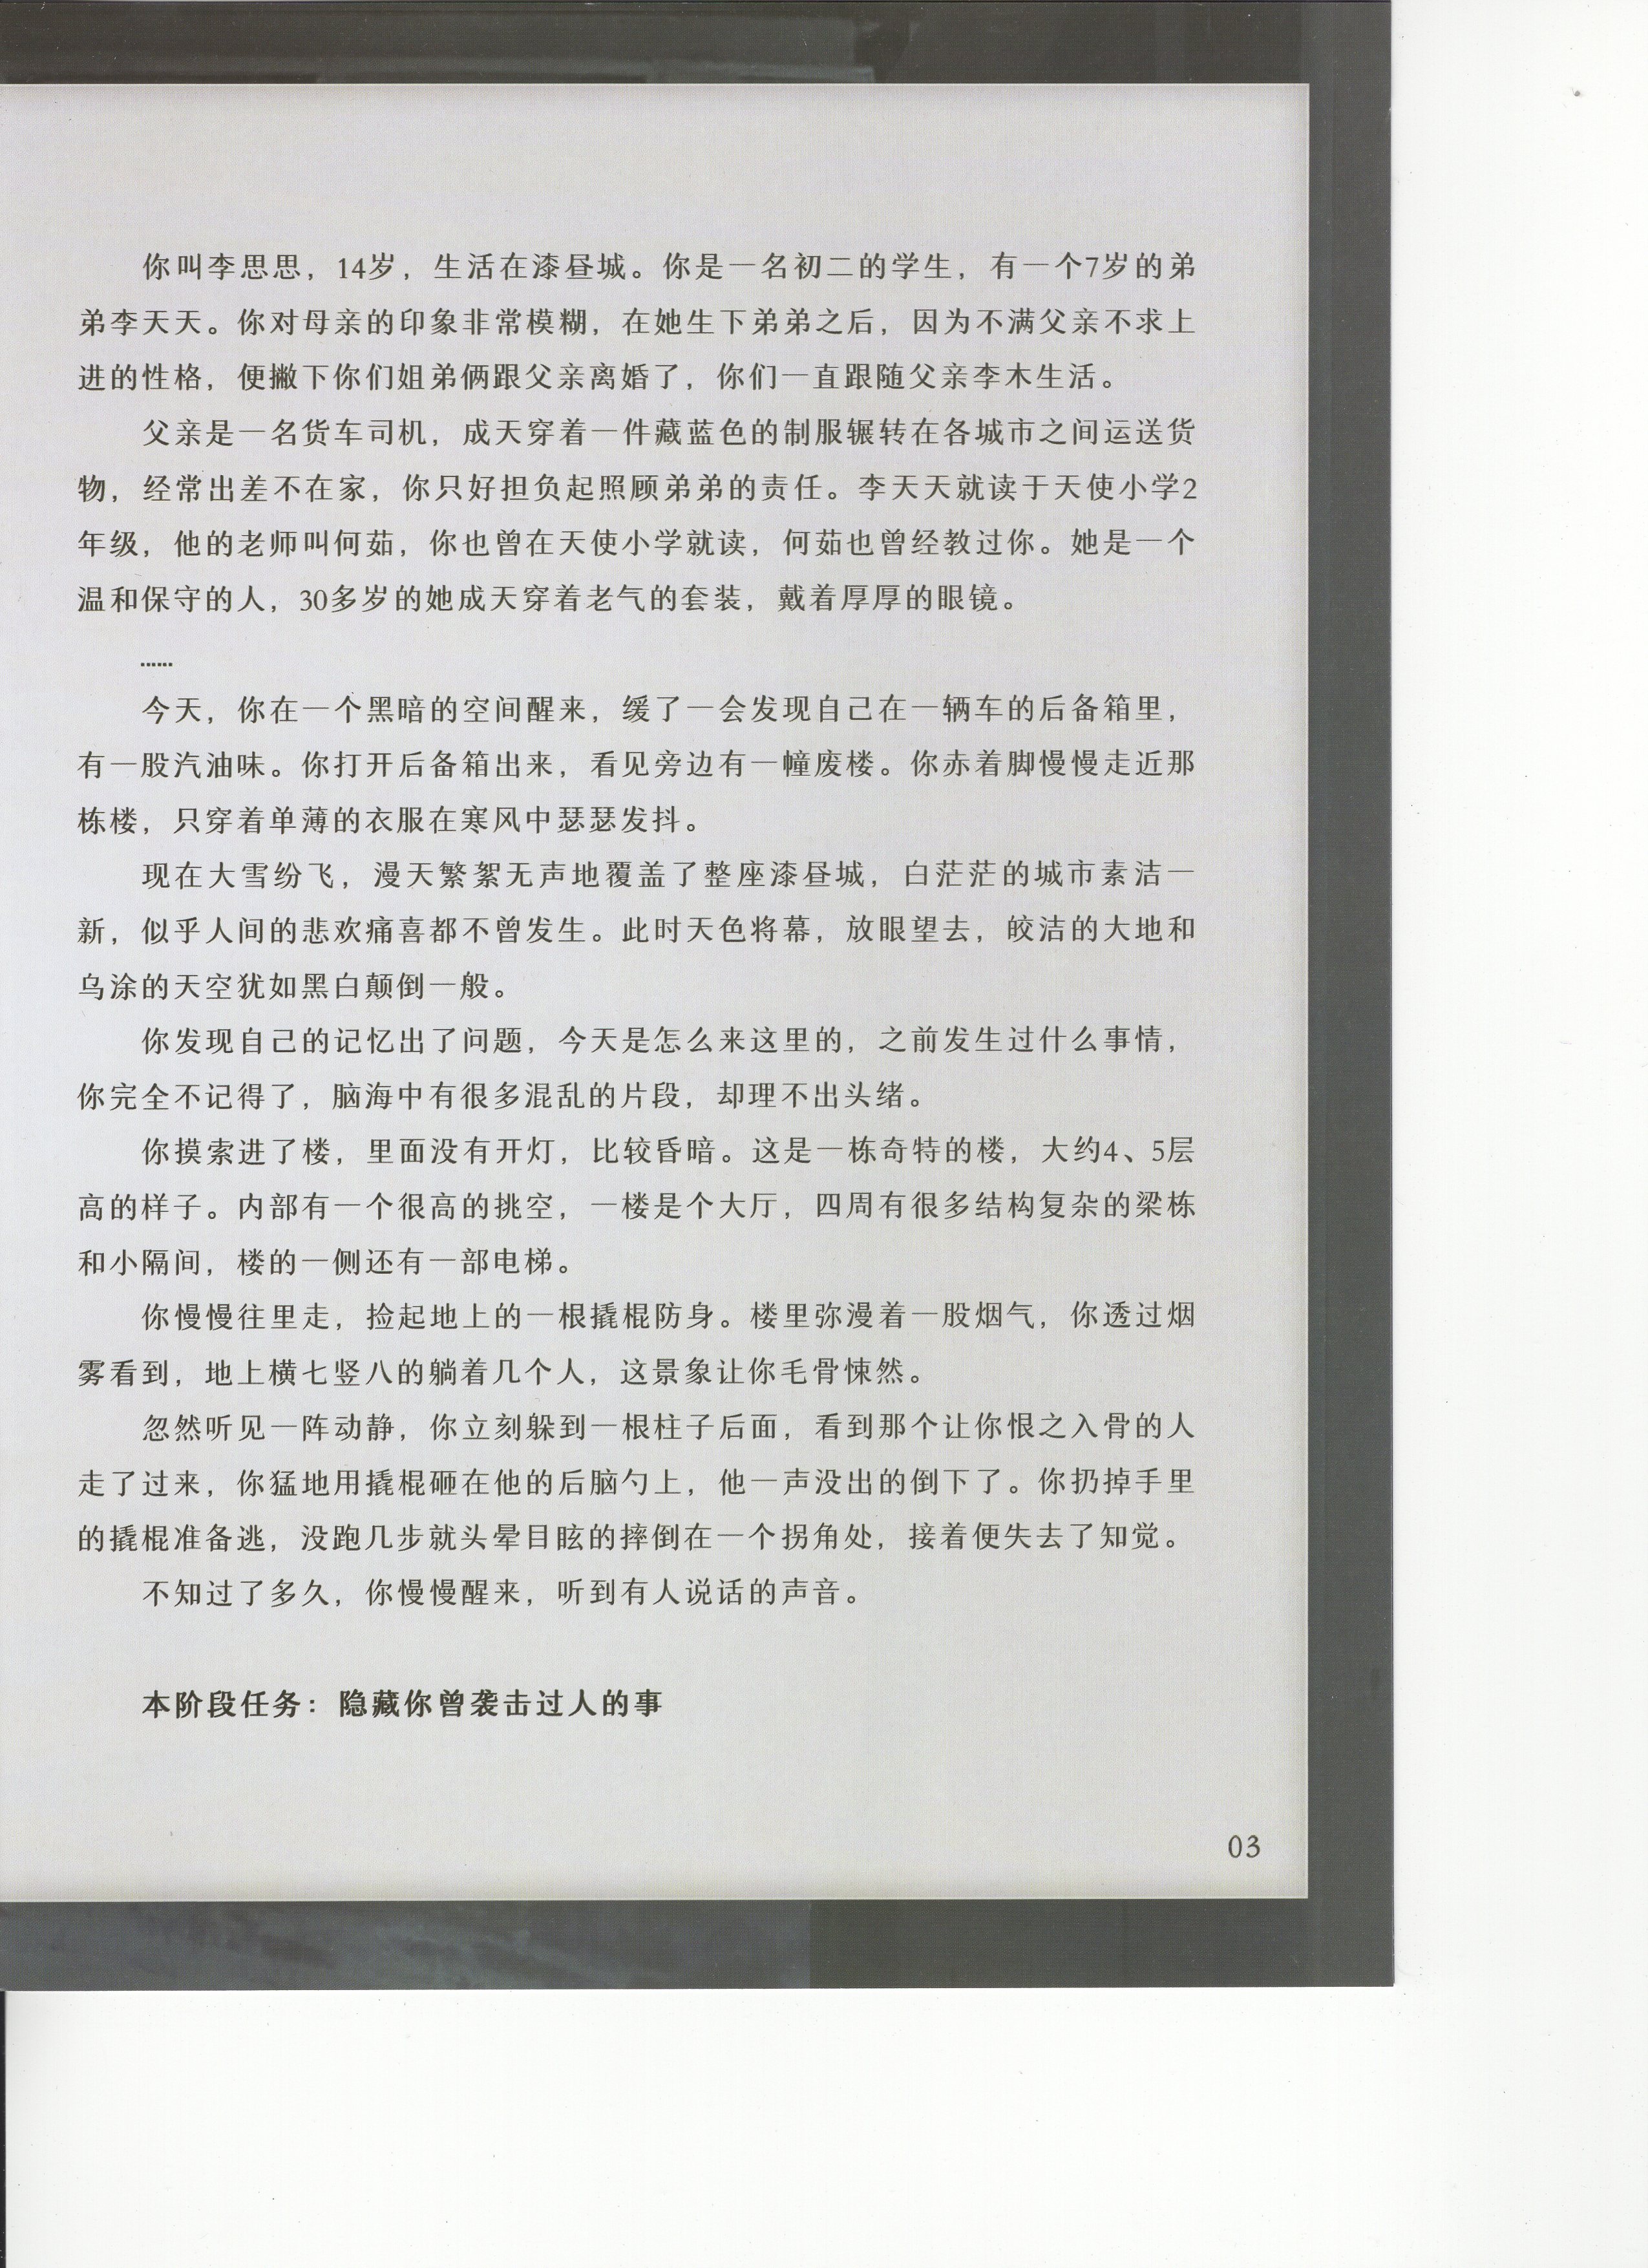 你叫李思思，14岁，生活在漆昼城。你是一名初二的学生，有一个7岁的弟
弟李天天。你对母亲的印象非常模糊，在她生下弟弟之后，因为不满父亲不求上
进的性格，便撇下你们姐弟俩跟父亲离婚了，你们一直跟随父亲李木生活。
父亲是一名货车司机，成天穿着一件藏蓝色的制服辗转在各城市之间运送货
物，经常出差不在家，你只好担负起照顾弟弟的责任。李天天就读于天使小学2
年级，他的老师叫何茹，你也曾在天使小学就读，何茹也曾经教过你。她是一个
温和保守的人，30多岁的她成天穿着老气的套装，戴着厚厚的眼镜。
……
今天，你在一个黑暗的空间醒来，缓了一会发现自己在一辆车的后备箱里，
有一股汽油味。你打开后备箱出来，看见旁边有一幢废楼。你赤着脚慢慢走近那
栋楼，只穿着单薄的衣服在寒风中瑟瑟发抖。
现在大雪纷飞，漫天繁絮无声地覆盖了整座漆昼城，白茫茫的城市素洁一
新，似乎人间的悲欢痛喜都不曾发生。此时天色将幕，放眼望去，皎洁的大地和
乌涂的天空犹如黑白颠倒一般。
你发现自己的记忆出了问题，今天是怎么来这里的，之前发生过什么事情，
你完全不记得了，脑海中有很多混乱的片段，却理不出头绪。
你摸索进了楼，里面没有开灯，比较昏暗。这是一栋奇特的楼，大约4、5层
高的样子。内部有一个很高的挑空，一楼是个大厅，四周有很多结构复杂的梁栋
和小隔间，楼的一侧还有一部电梯。
你慢慢往里走，捡起地上的一根撬棍防身。楼里弥漫着一股烟气，你透过烟
雾看到，地上横七竖八的躺着几个人，这景象让你毛骨悚然。
忽然听见一阵动静，你立刻躲到一根柱子后面，看到那个让你恨之入骨的人
走了过来，你猛地用撬棍砸在他的后脑勺上，他一声没出的倒下了。你扔掉手里
的撬棍准备逃，没跑几步就头晕目眩的摔倒在一个拐角处，接着便失去了知觉。
不知过了多久，你慢慢醒来，听到有人说话的声音。
本阶段任务：隐藏你曾袭击过人的事
03